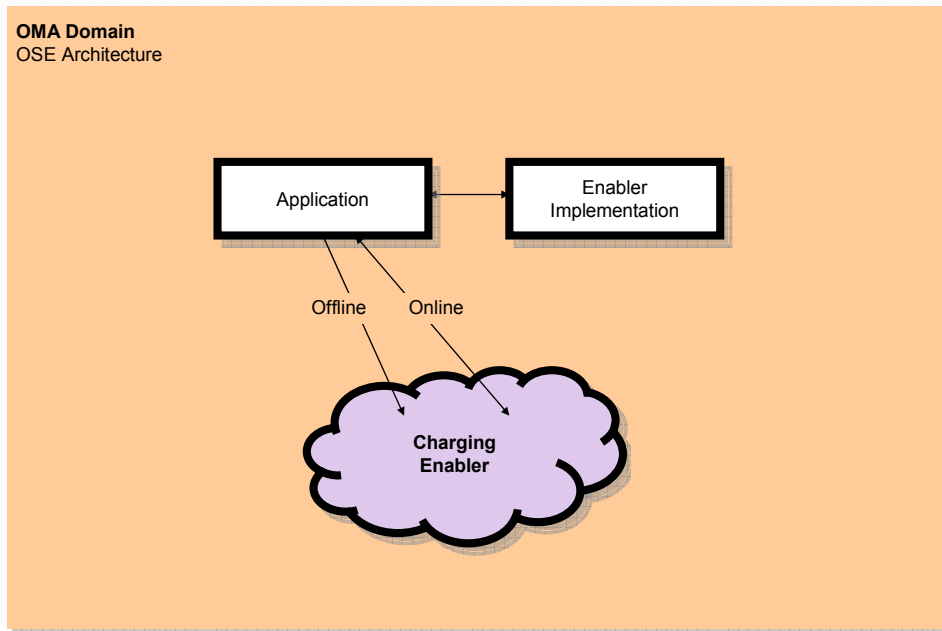 OMA Domain
OSE Architecture
Application
Enabler
Implementation
Offline
Online
Charging
Enabler